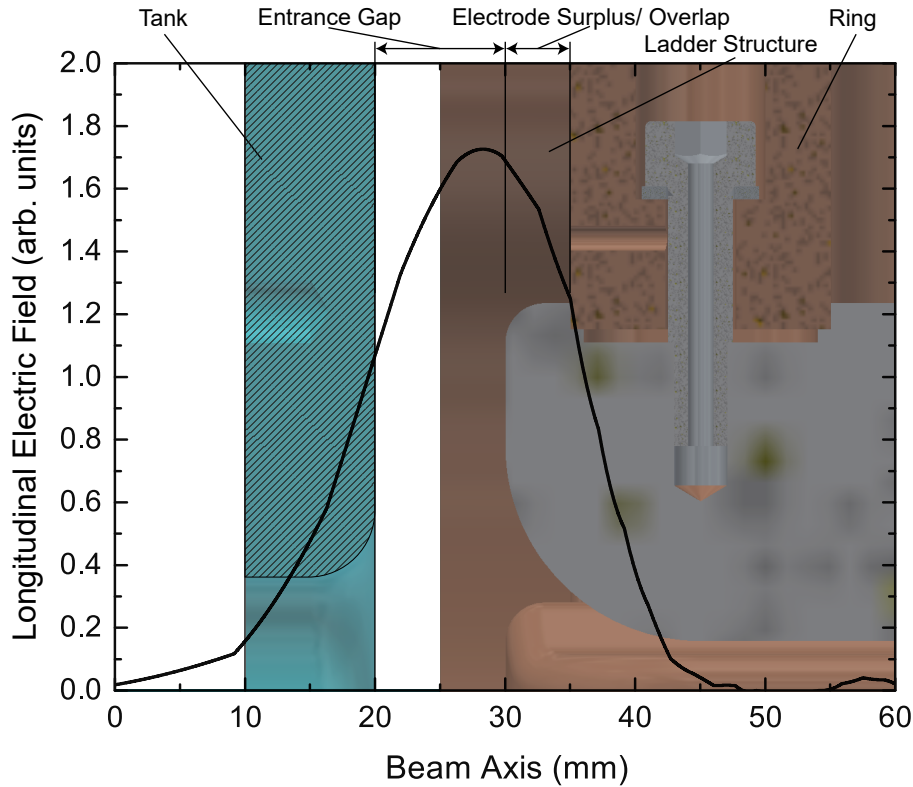 Tank
Entrance Gap
Electrode Surplus/ Overlap
Ring
Ladder Structure
Longitudinal Electric Field (arb. units)
2.0
1.8
1.6
1.4
1.2
1.0
0.8
0.6
0.4
0.2
0.0
0 10 20 30 40 50 60
Beam Axis (mm)